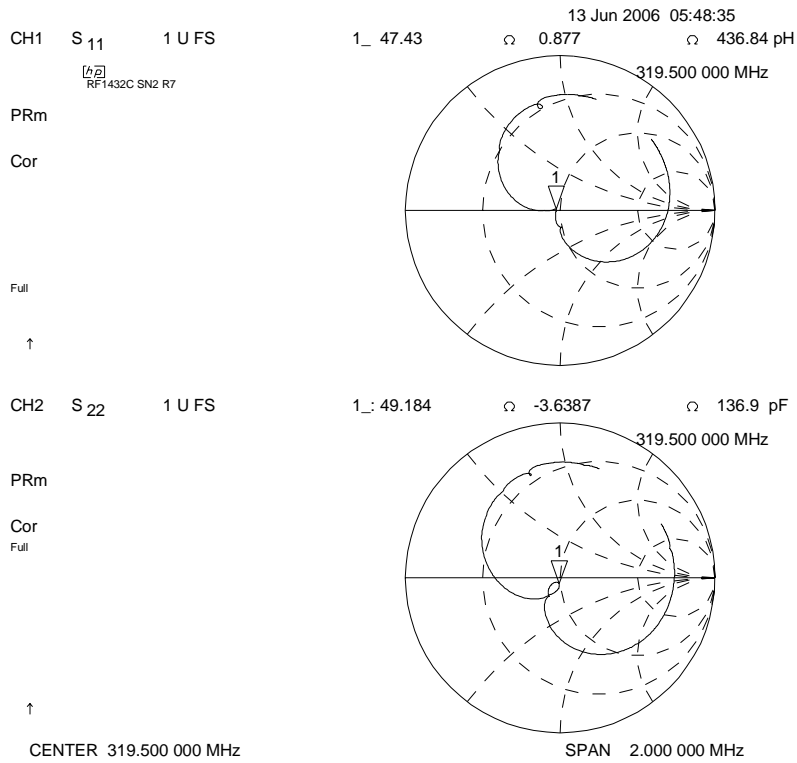 13 Jun 2006 05:48:35
CH1 S 11 1 U FS 1_ 47.43 Ω 0.877 Ω 436.84 pH
hp
319.500 000 MHz
RF1432C SN2 R7
PRm
Cor
1
Full
↑
CH2 S 22 1 U FS 1_: 49.184 Ω -3.6387 Ω 136.9 pF
319.500 000 MHz
PRm
Cor
Full
1
↑
CENTER 319.500 000 MHz SPAN 2.000 000 MHz